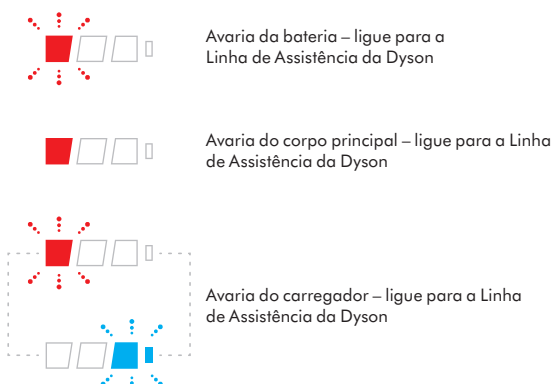 Avaria da bateria – ligue para a
Linha de Assistência da Dyson
Avaria do corpo principal – ligue para a Linha
de Assistência da Dyson
Avaria do carregador – ligue para a Linha
de Assistência da Dyson